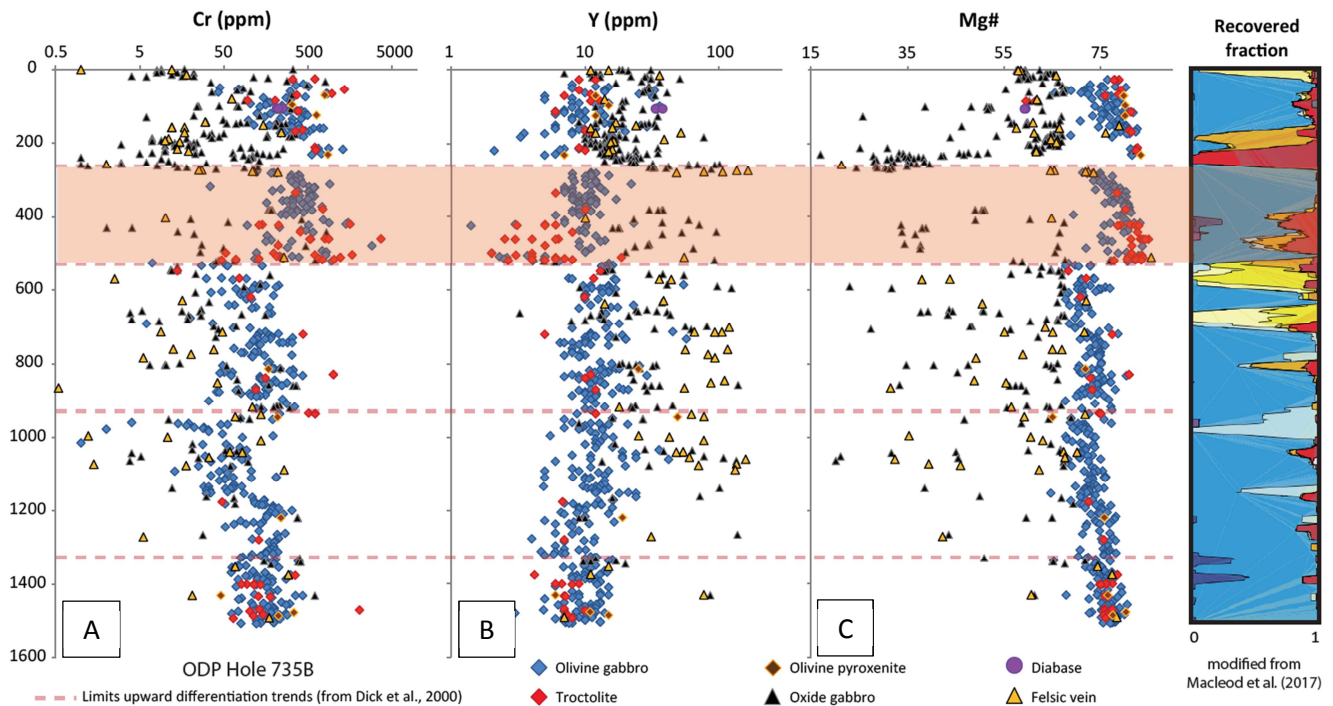 Cr (ppm) Y (ppm) Mg#
Recovered
fraction
0.5 5 50 500 5000 1 10 100 15 35 55 75
0
200
400
600
800
1000
1200
1400
1600
A B C
0 1
ODP Hole 735B
Limits upward differentiation trends (from Dick et al., 2000)
Olivine gabbro Olivine pyroxenite Diabase
Troctolite Oxide gabbro Felsic vein
modified from
Macleod et al. (2017)